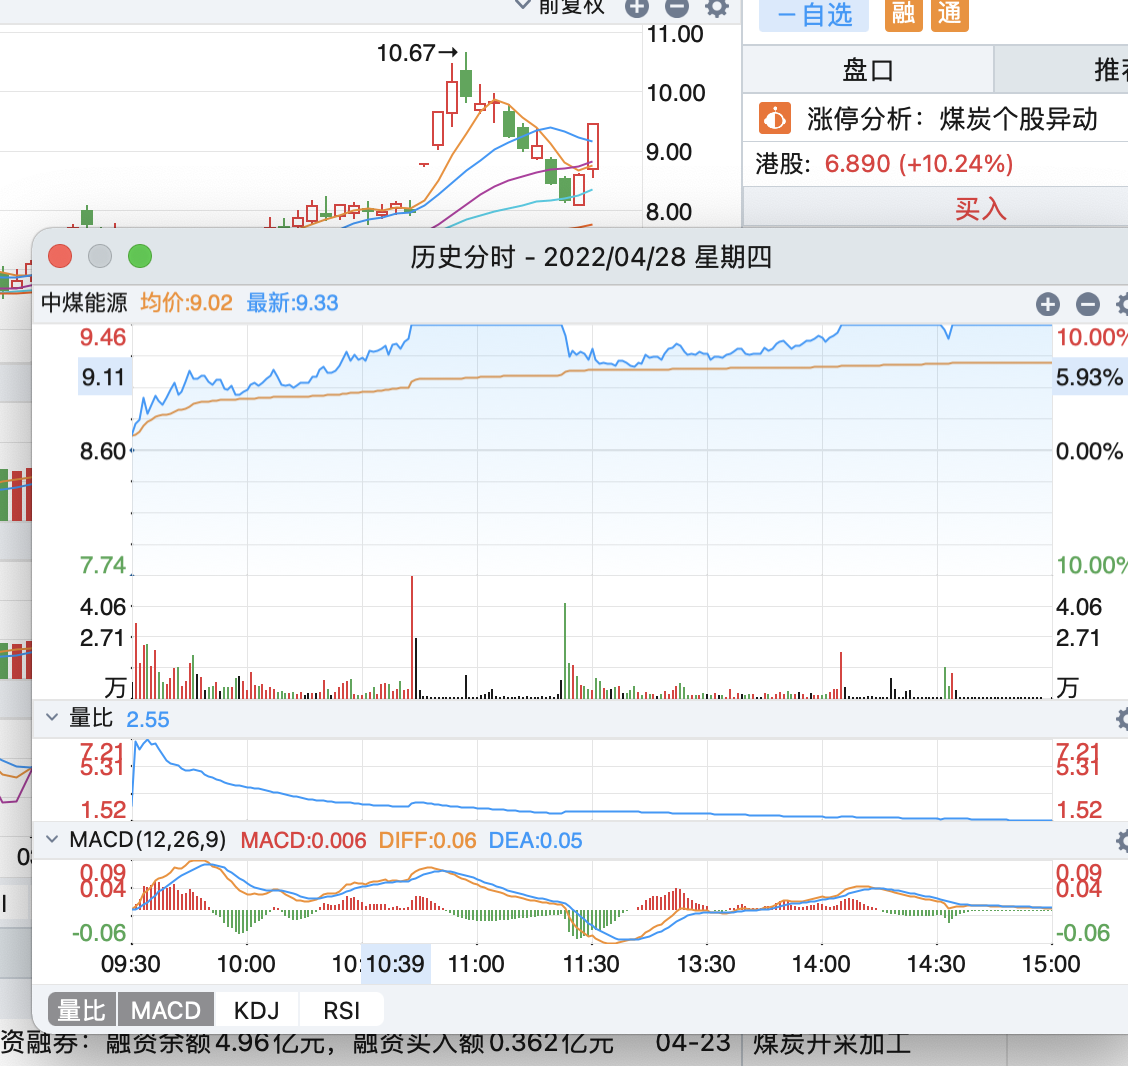 前复权
一自选
融
通
11.00
10.67→
10.00
9.00
8.00
盘口
涨停分析：煤炭个股异动
港股：6.890 (+10.24%)
买入
历史分时 - 2022/04/28 星期四
中煤能源 均价:9.02 最新:9.33
9.46 10.00%
9.11 5.93%
8.60 0.00%
7.74 10.00%
4.06 4.06
2.71 2.71
万 万
量比 2.55
7.21 7.21
5.31 5.31
1.52 1.52
MACD(12,26,9) MACD:0.006 DIFF:0.06 DEA:0.05
0.09 0.09
0.04 0.04
-0.06 -0.06
09:30 10:00 10: 10:39 11:00 11:30 13:30 14:00 14:30 15:00
量比 MACD KDJ RSI
资融券：融资余额4.96亿元，融资买入额0.362亿元 04-23 煤炭开采加工